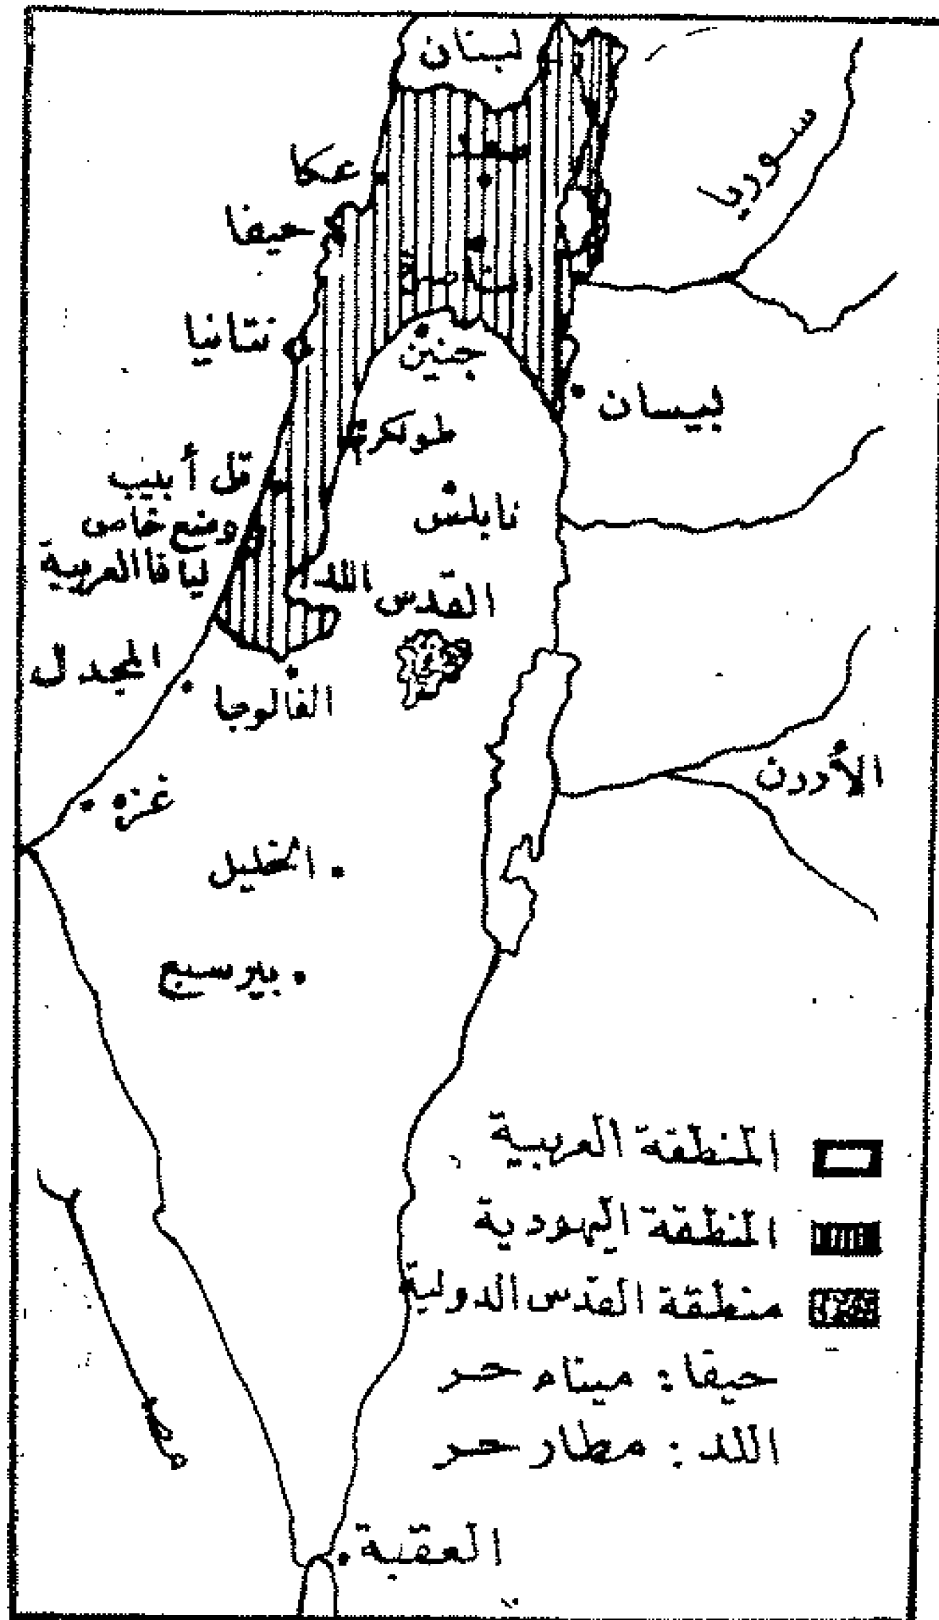 لبنان
سوريا
عكا
حيفا
نتانيا
جنين
بيسان
طولكرم
تل أبيب
وضع خاص
ليافا العربية
نابلس
اللد
القدس
المجدل
الفالوجا
غزه
الأردن
الخليل
بيرسبع
المنطقة العربية
المنطقة اليهودية
منطقة القدس الدولية
حيفا: ميناء حر
اللد: مطار حر
مصر
العقبة